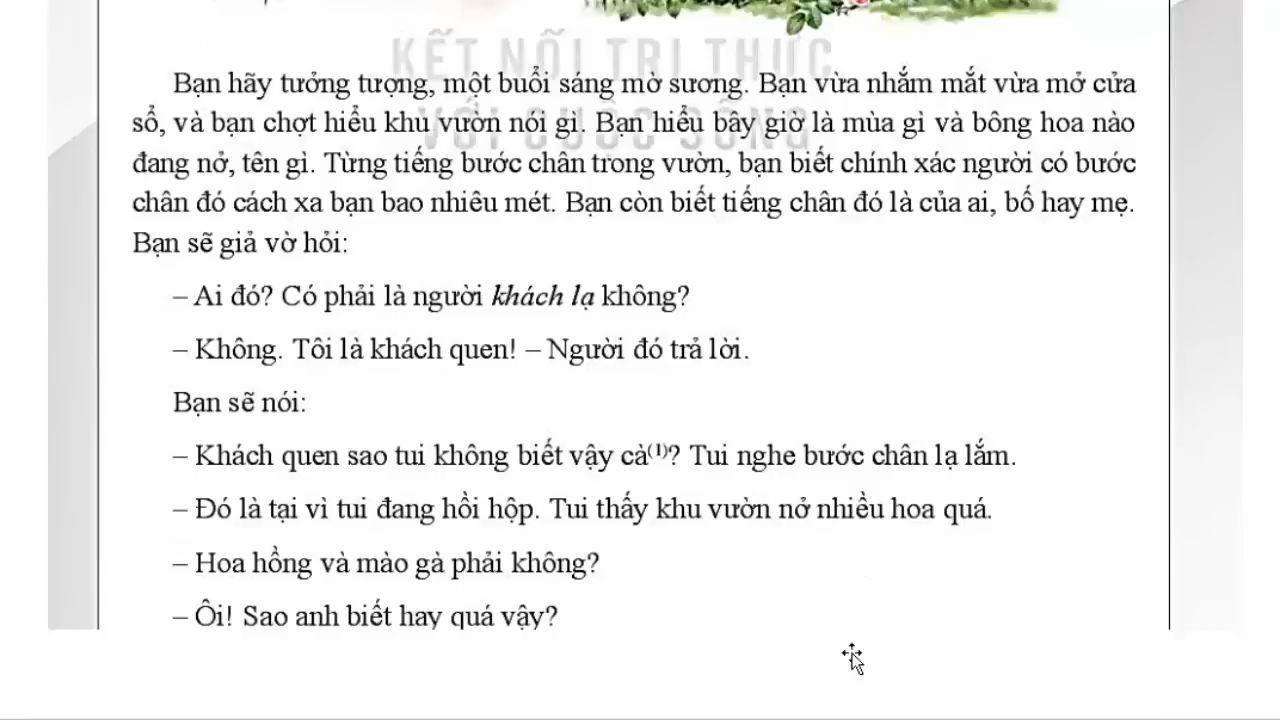 KẾT NỐI TRI THỨC
Bạn hãy tưởng tượng, một buổi sáng mờ sương. Bạn vừa nhắm mắt vừa mở cửa
VỚI CUỘC SỐNG
sổ, và bạn chợt hiểu khu vườn nói gì. Bạn hiểu bây giờ là mùa gì và bông hoa nào
đang nở, tên gì. Từng tiếng bước chân trong vườn, bạn biết chính xác người có bước
chân đó cách xa bạn bao nhiêu mét. Bạn còn biết tiếng chân đó là của ai, bố hay mẹ.
Bạn sẽ giả vờ hỏi:
– Ai đó? Có phải là người khách lạ không?
– Không. Tôi là khách quen! – Người đó trả lời.
Bạn sẽ nói:
– Khách quen sao tui không biết vậy cà(1)? Tui nghe bước chân lạ lắm.
– Đó là tại vì tui đang hồi hộp. Tui thấy khu vườn nở nhiều hoa quá.
– Hoa hồng và mào gà phải không?
– Ôi! Sao anh biết hay quá vậy?